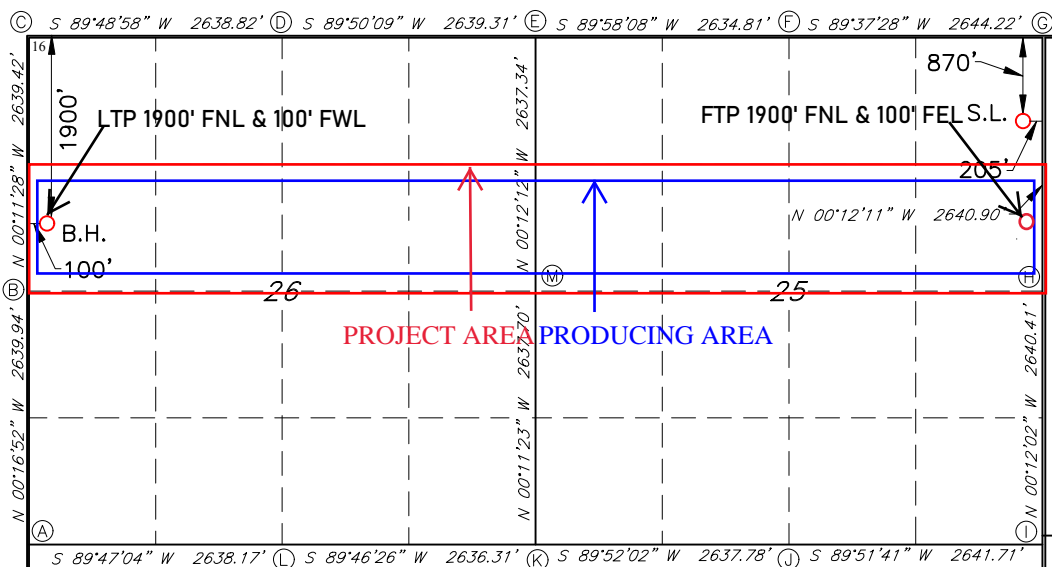 C S 89°48'58" W 2638.82' D S 89°50'09" W 2639.31' E S 89°58'08" W 2634.81' F S 89°37'28" W 2644.22' G
16
870'
2639.42'
1900'
2637.34'
LTP 1900' FNL & 100' FWL
FTP 1900' FNL & 100' FEL S.L.
205'
N 00°11'28" W
N 00°12'12" W
N 00°12'11" W 2640.90'
B.H.
100'
B
M
H
26
25
PROJECT AREA PRODUCING AREA
2639.94'
2637.70'
2640.41'
N 00°16'52" W
N 00°11'23" W
N 00°12'02" W
A
I
S 89°47'04" W 2638.17' L S 89°46'26" W 2636.31' K S 89°52'02" W 2637.78' J S 89°51'41" W 2641.71'